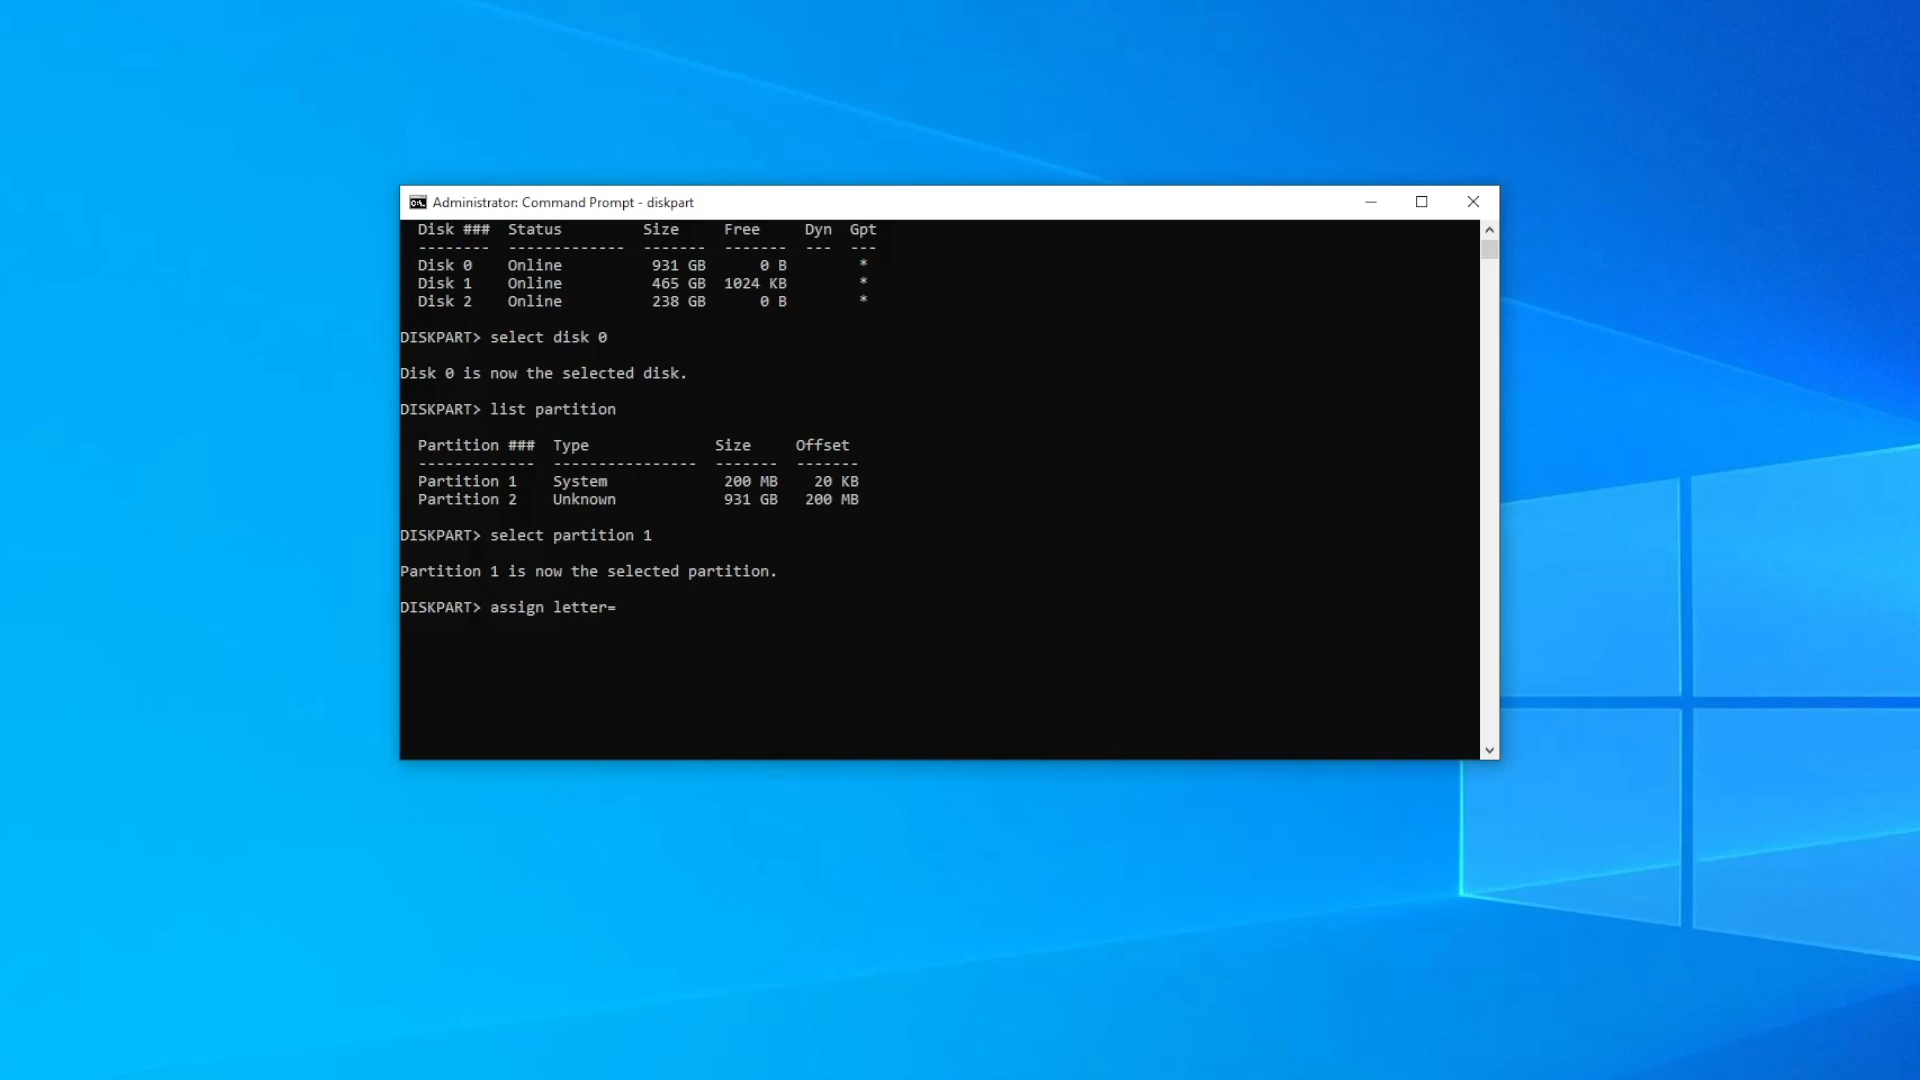 Administrator: Command Prompt - diskpart
Disk ###  Status         Size     Free     Dyn  Gpt
--------  -------------  -------  -------  ---  ---
Disk 0    Online          931 GB      0 B        *
Disk 1    Online          465 GB  1024 KB        *
Disk 2    Online          238 GB      0 B        *
DISKPART> select disk 0
Disk 0 is now the selected disk.
DISKPART> list partition
Partition ###  Type              Size     Offset
-------------  ----------------  -------  -------
Partition 1    System             200 MB    20 KB
Partition 2    Unknown            931 GB   200 MB
DISKPART> select partition 1
Partition 1 is now the selected partition.
DISKPART> assign letter=